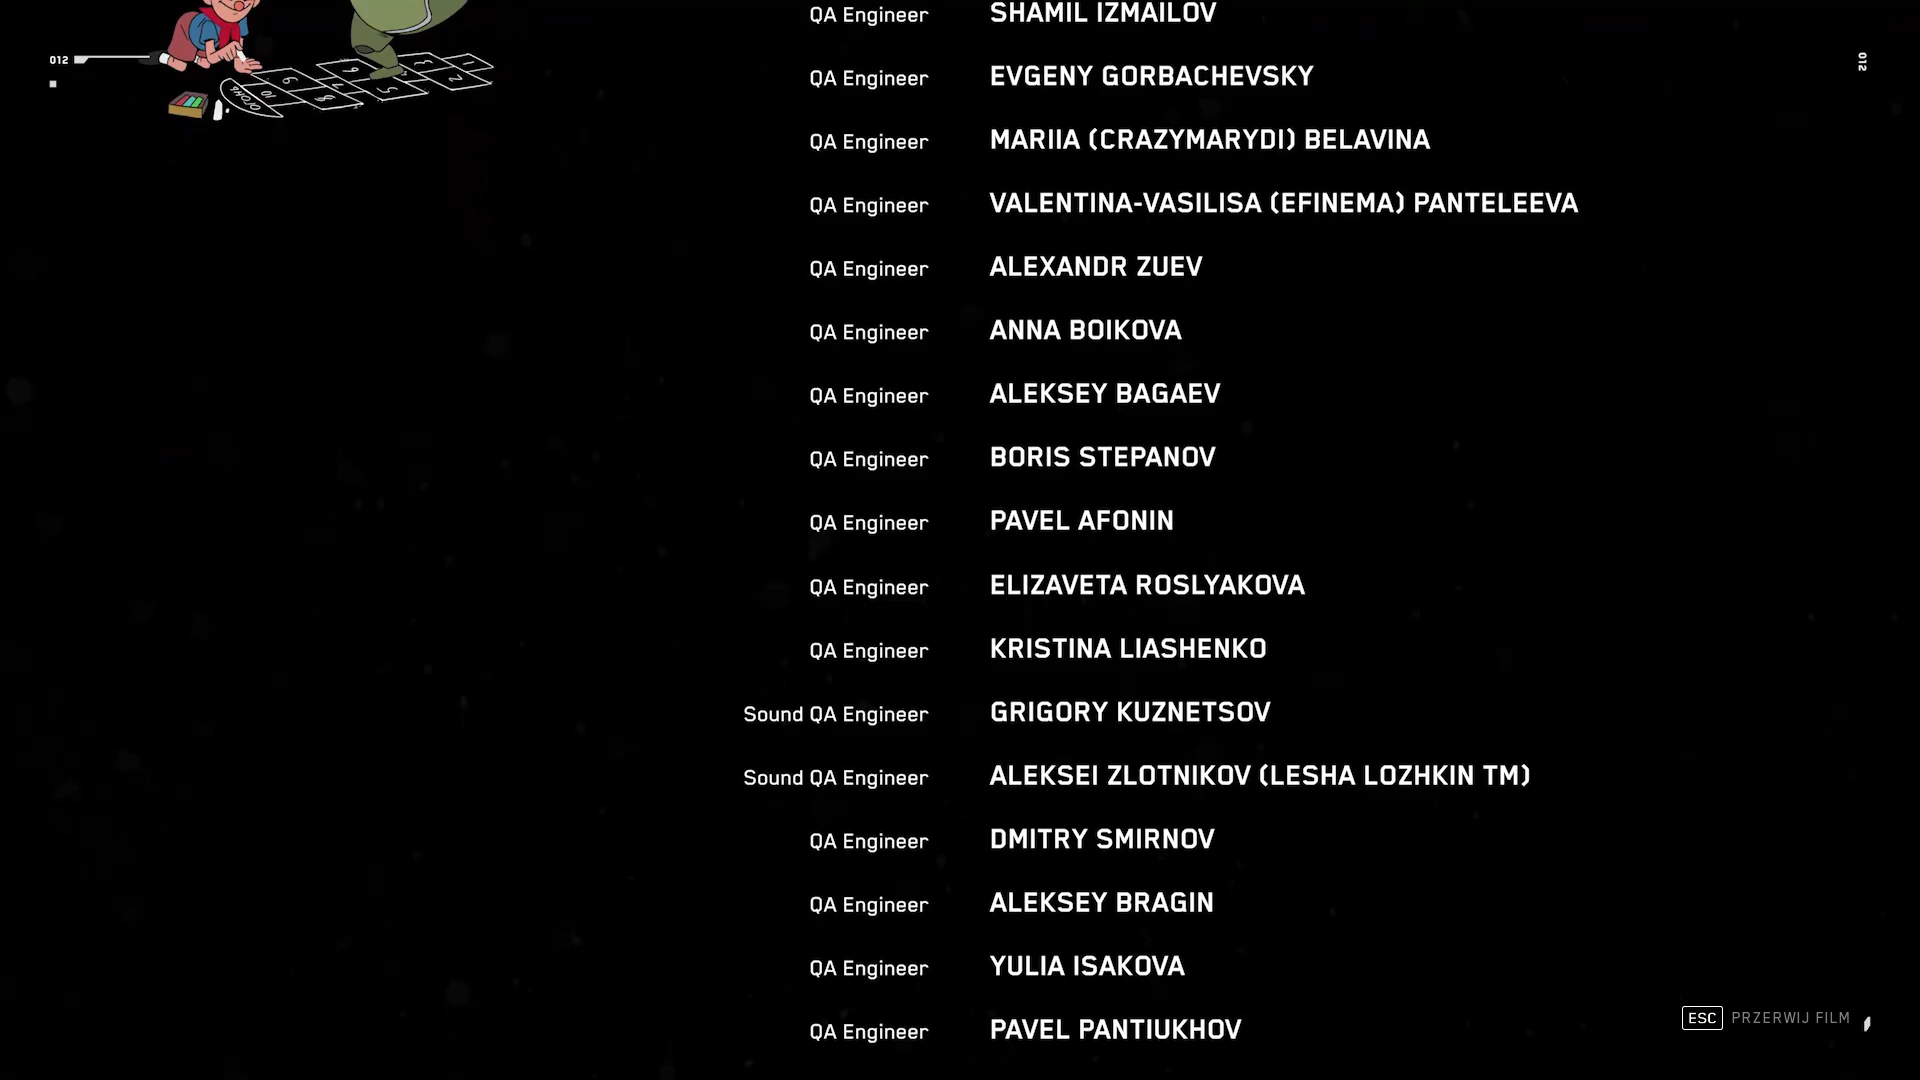 QA Engineer SHAMIL IZMAILOV
012
012
QA Engineer EVGENY GORBACHEVSKY
QA Engineer MARIIA (CRAZYMARYDI) BELAVINA
QA Engineer VALENTINA-VASILISA (EFINEMA) PANTELEEVA
QA Engineer ALEXANDR ZUEV
QA Engineer ANNA BOIKOVA
QA Engineer ALEKSEY BAGAEV
QA Engineer BORIS STEPANOV
QA Engineer PAVEL AFONIN
QA Engineer ELIZAVETA ROSLYAKOVA
QA Engineer KRISTINA LIASHENKO
Sound QA Engineer GRIGORY KUZNETSOV
Sound QA Engineer ALEKSEI ZLOTNIKOV (LESHA LOZHKIN TM)
QA Engineer DMITRY SMIRNOV
QA Engineer ALEKSEY BRAGIN
QA Engineer YULIA ISAKOVA
ESC PRZERWIJ FILM
QA Engineer PAVEL PANTIUKHOV